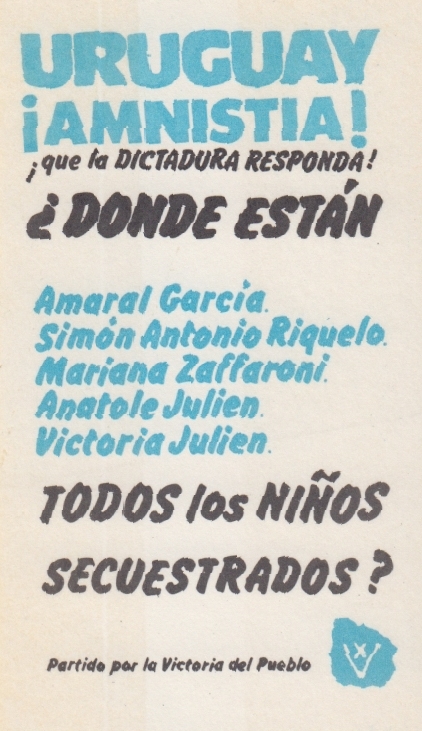 URUGUAY
¡AMNISTIA!
¡que la DICTADURA RESPONDA!
¿DONDE ESTÁN
Amaral García.
Simón Antonio Riquelo.
Mariana Zaffaroni.
Anatole Julien.
Victoria Julien.
TODOS los NIÑOS
SECUESTRADOS?
Partido por la Victoria del Pueblo